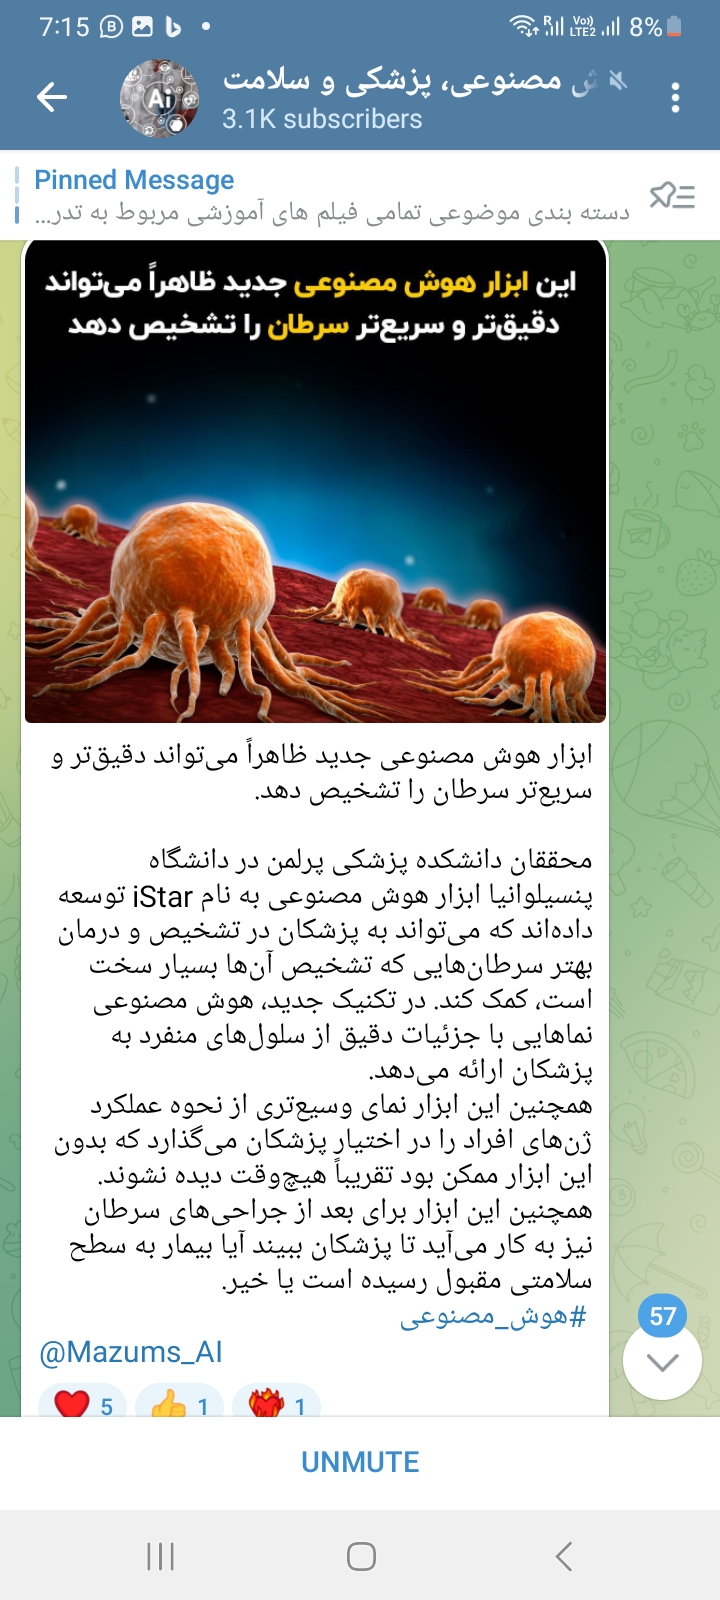 7:15
R Vo)) LTE2 8%
ش مصنوعی، پزشکی و سلامت
Ai
3.1K subscribers
Pinned Message
دسته بندی موضوعی تمامی فیلم های آموزشی مربوط به تدر...
این ابزار هوش مصنوعی جدید ظاهراً می‌تواند
دقیق‌تر و سریع‌تر سرطان را تشخیص دهد
ابزار هوش مصنوعی جدید ظاهراً می‌تواند دقیق‌تر و
سریع‌تر سرطان را تشخیص دهد.
محققان دانشکده پزشکی پرلمن در دانشگاه
پنسیلوانیا ابزار هوش مصنوعی به نام iStar توسعه
داده‌اند که می‌تواند به پزشکان در تشخیص و درمان
بهتر سرطان‌هایی که تشخیص آن‌ها بسیار سخت
است، کمک کند. در تکنیک جدید، هوش مصنوعی
نماهایی با جزئیات دقیق از سلول‌های منفرد به
پزشکان ارائه می‌دهد.
همچنین این ابزار نمای وسیع‌تری از نحوه عملکرد
ژن‌های افراد را در اختیار پزشکان می‌گذارد که بدون
این ابزار ممکن بود تقریباً هیچ‌وقت دیده نشوند.
همچنین این ابزار برای بعد از جراحی‌های سرطان
نیز به کار می‌آید تا پزشکان ببیند آیا بیمار به سطح
سلامتی مقبول رسیده است یا خیر.
#هوش_مصنوعی
@Mazums_AI
5 1 1
57
UNMUTE